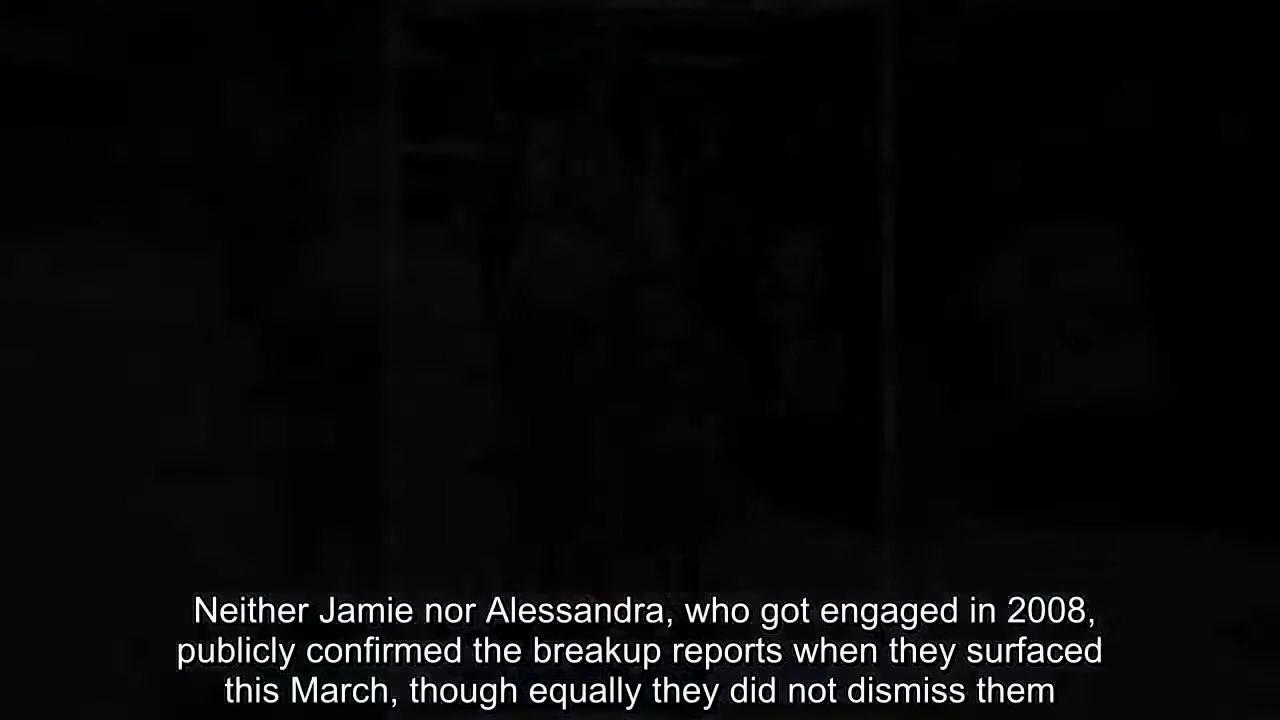 Neither Jamie nor Alessandra, who got engaged in 2008,
publicly confirmed the breakup reports when they surfaced
this March, though equally they did not dismiss them